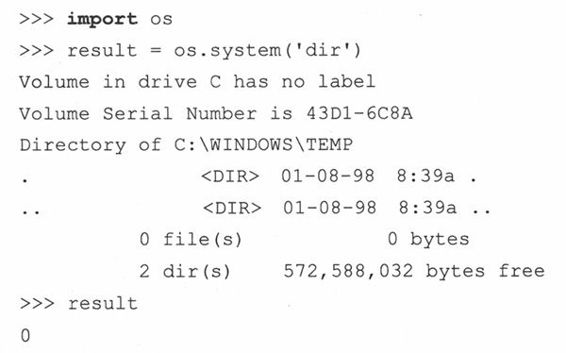 >>> import os
>>> result = os.system('dir')
Volume in drive C has no label
Volume Serial Number is 43D1-6C8A
Directory of C:\WINDOWS\TEMP
. <DIR> 01-08-98 8:39a .
.. <DIR> 01-08-98 8:39a ..
0 file(s) 0 bytes
2 dir(s) 572,588,032 bytes free
>>> result
0